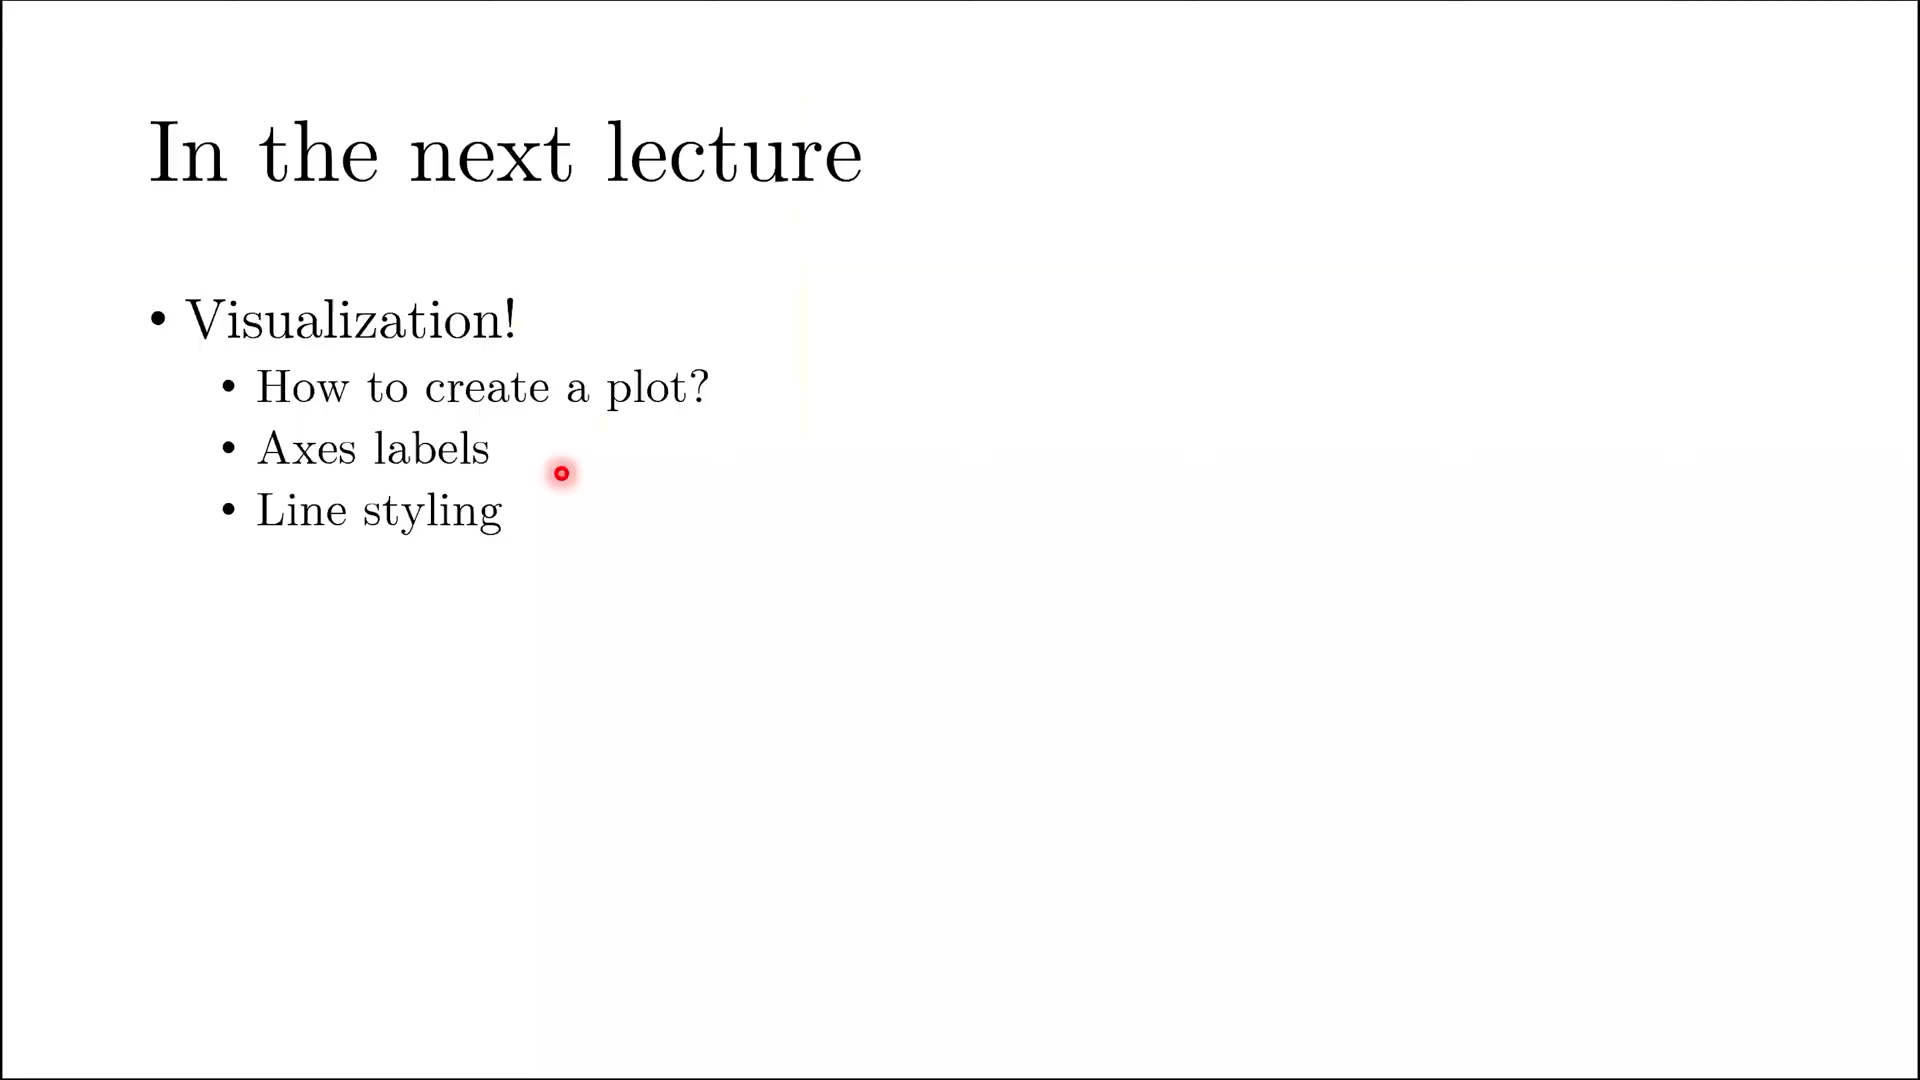 In the next lecture
• Visualization!
• How to create a plot?
• Axes labels
• Line styling